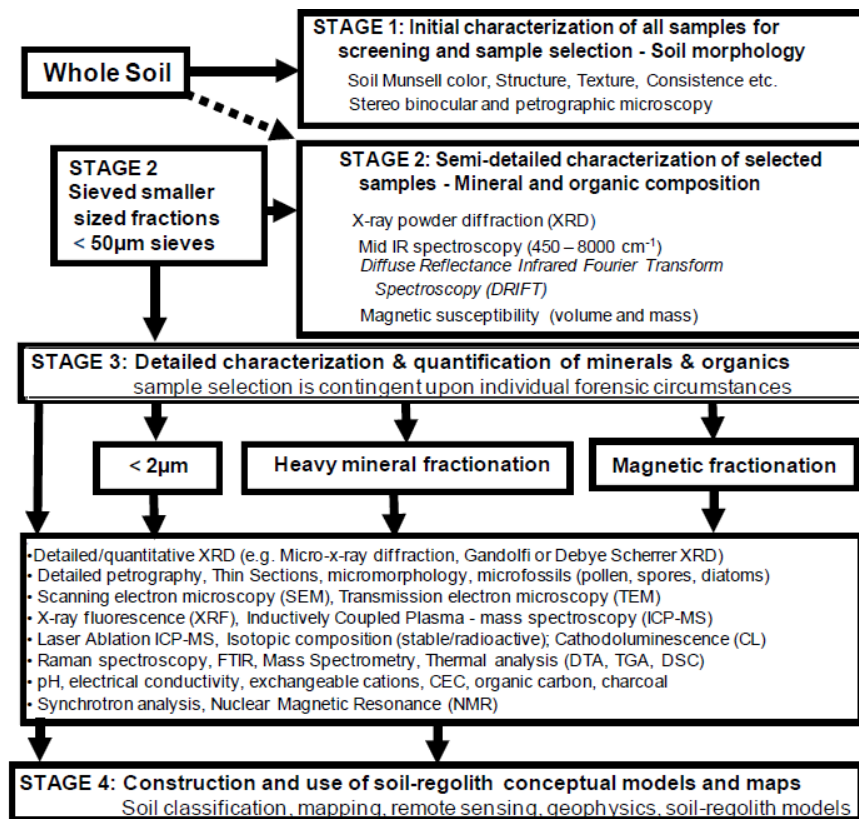 STAGE 1: Initial characterization of all samples for
screening and sample selection - Soil morphology
Soil Munsell color, Structure, Texture, Consistence etc.
Stereo binocular and petrographic microscopy
Whole Soil
STAGE 2
Sieved smaller
sized fractions
< 50µm sieves
STAGE 2: Semi-detailed characterization of selected
samples - Mineral and organic composition
X-ray powder diffraction (XRD)
Mid IR spectroscopy (450 – 8000 cm⁻¹)
Diffuse Reflectance Infrared Fourier Transform
Spectroscopy (DRIFT)
Magnetic susceptibility (volume and mass)
STAGE 3: Detailed characterization & quantification of minerals & organics
sample selection is contingent upon individual forensic circumstances
< 2µm
Heavy mineral fractionation
Magnetic fractionation
•Detailed/quantitative XRD (e.g. Micro-x-ray diffraction, Gandolfi or Debye Scherrer XRD)
• Detailed petrography, Thin Sections, micromorphology, microfossils (pollen, spores, diatoms)
• Scanning electron microscopy (SEM), Transmission electron microscopy (TEM)
• X-ray fluorescence (XRF), Inductively Coupled Plasma - mass spectroscopy (ICP-MS)
• Laser Ablation ICP-MS, Isotopic composition (stable/radioactive); Cathodoluminescence (CL)
• Raman spectroscopy, FTIR, Mass Spectrometry, Thermal analysis (DTA, TGA, DSC)
• pH, electrical conductivity, exchangeable cations, CEC, organic carbon, charcoal
• Synchrotron analysis, Nuclear Magnetic Resonance (NMR)
STAGE 4: Construction and use of soil-regolith conceptual models and maps
Soil classification, mapping, remote sensing, geophysics, soil-regolith models